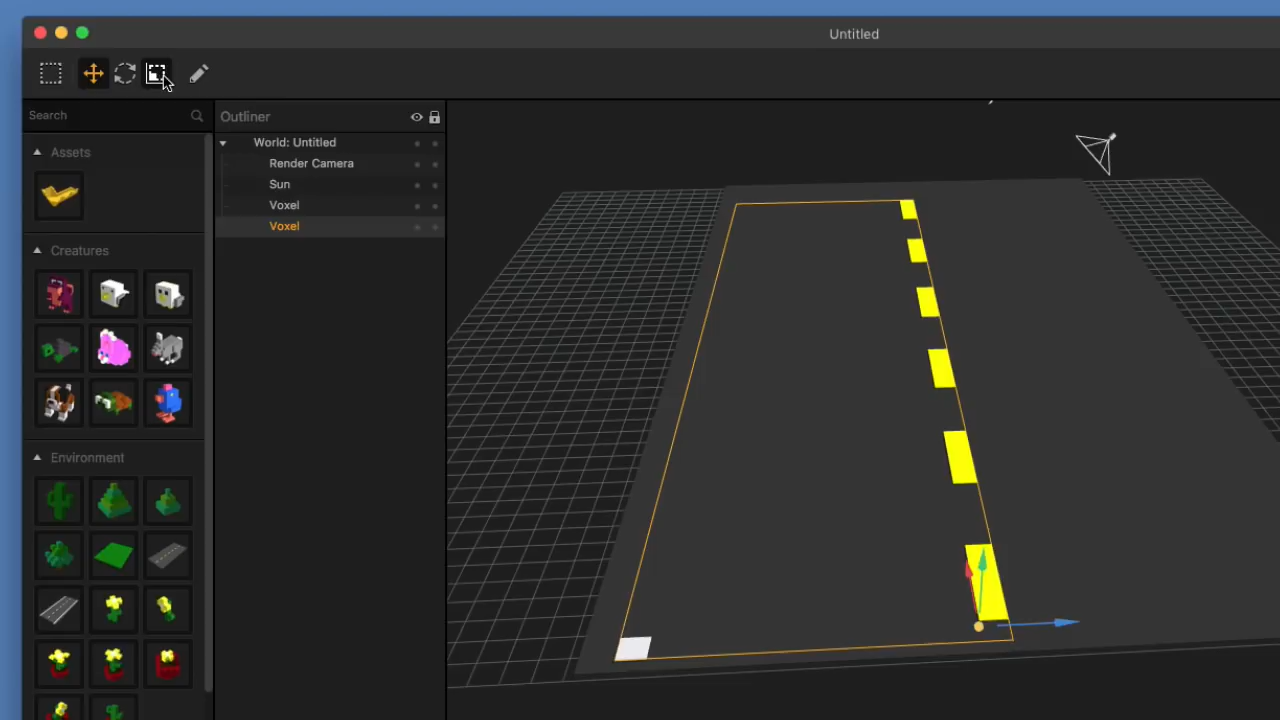 Untitled
Search
Outliner
World: Untitled
Render Camera
Sun
Voxel
Voxel
Assets
Creatures
Environment